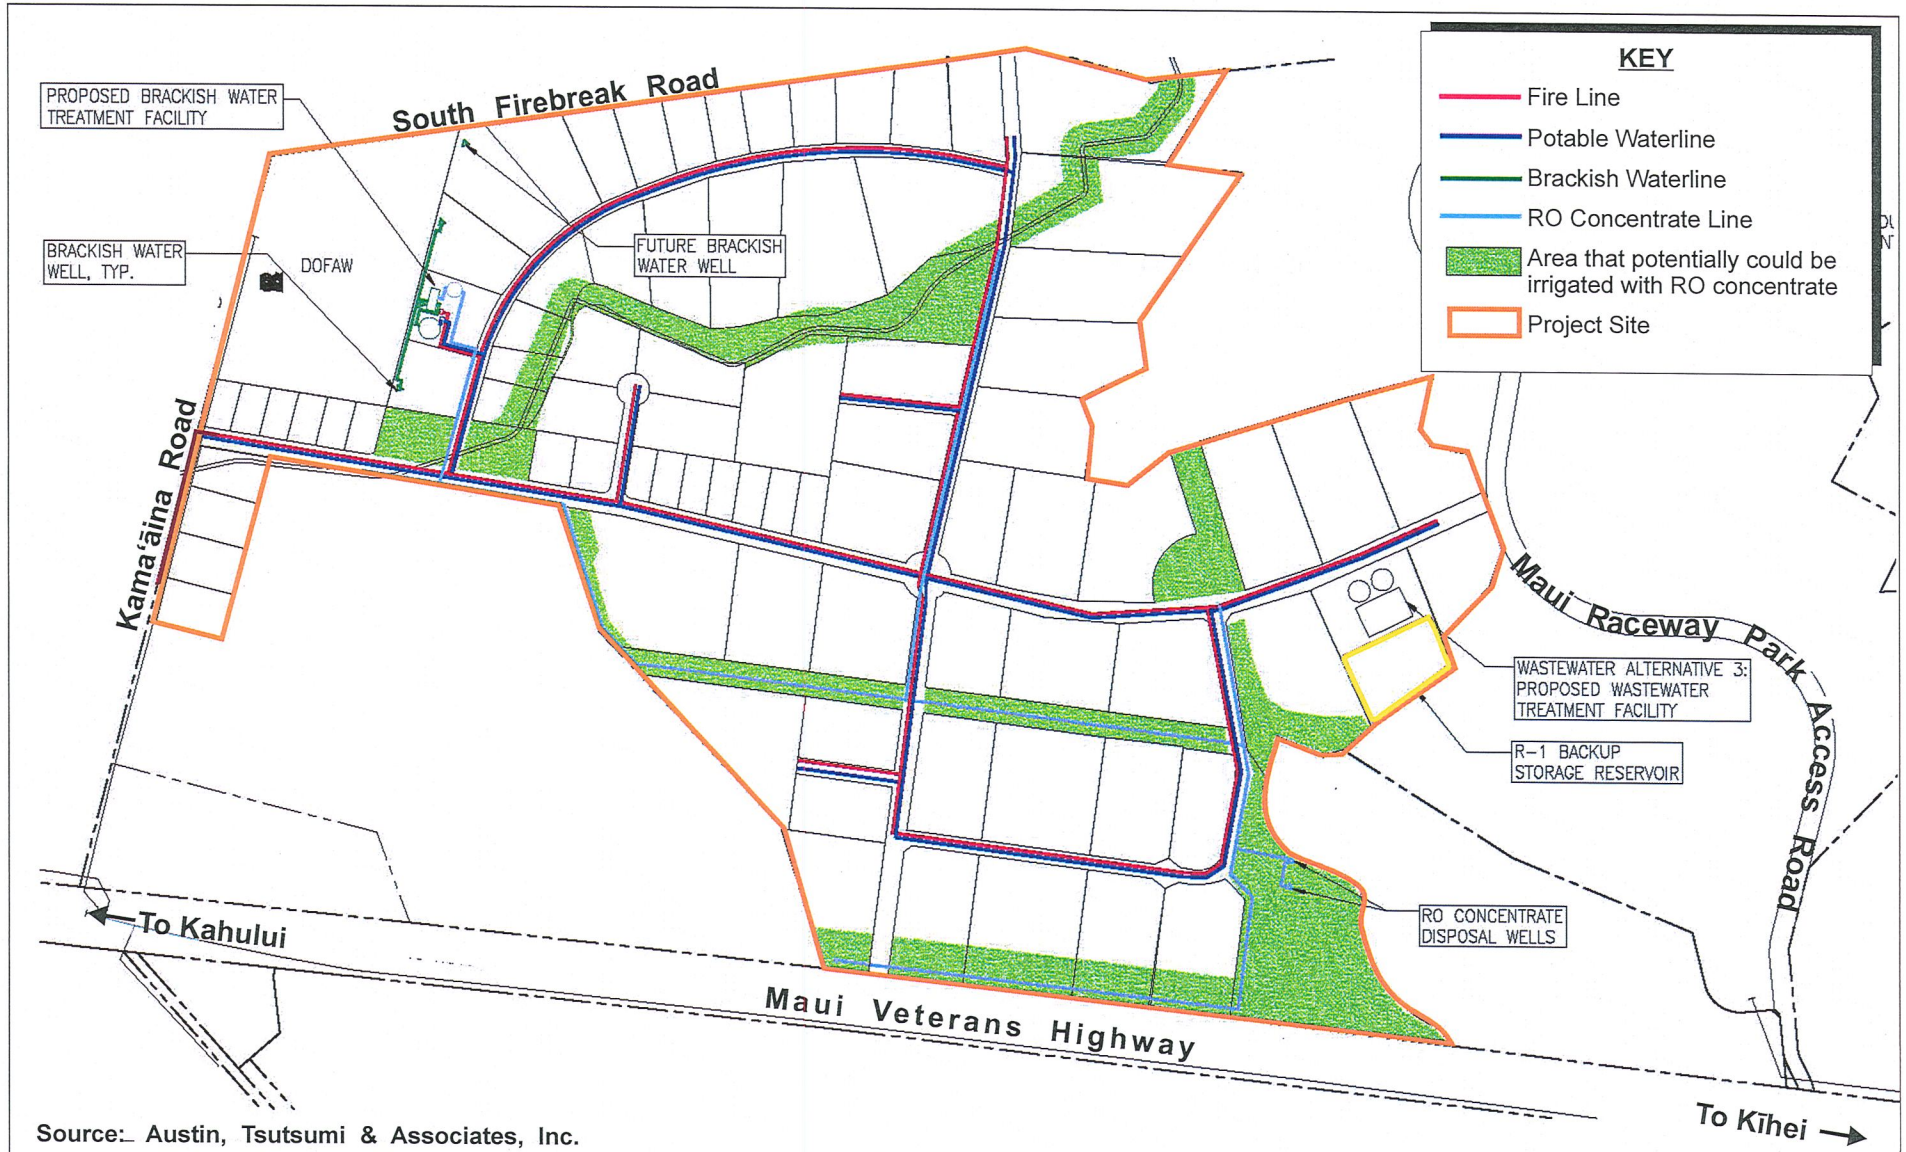 PROPOSED BRACKISH WATER
TREATMENT FACILITY
South Firebreak Road
BRACKISH WATER
WELL, TYP.
DOFAW
FUTURE BRACKISH
WATER WELL
KEY
Fire Line
Potable Waterline
Brackish Waterline
RO Concentrate Line
Area that potentially could be
irrigated with RO concentrate
Project Site
Kama‘āina Road
Maui Raceway Park Access Road
WASTEWATER ALTERNATIVE 3:
PROPOSED WASTEWATER
TREATMENT FACILITY
R-1 BACKUP
STORAGE RESERVOIR
RO CONCENTRATE
DISPOSAL WELLS
To Kahului
Maui Veterans Highway
To Kīhei
Source: Austin, Tsutsumi & Associates, Inc.